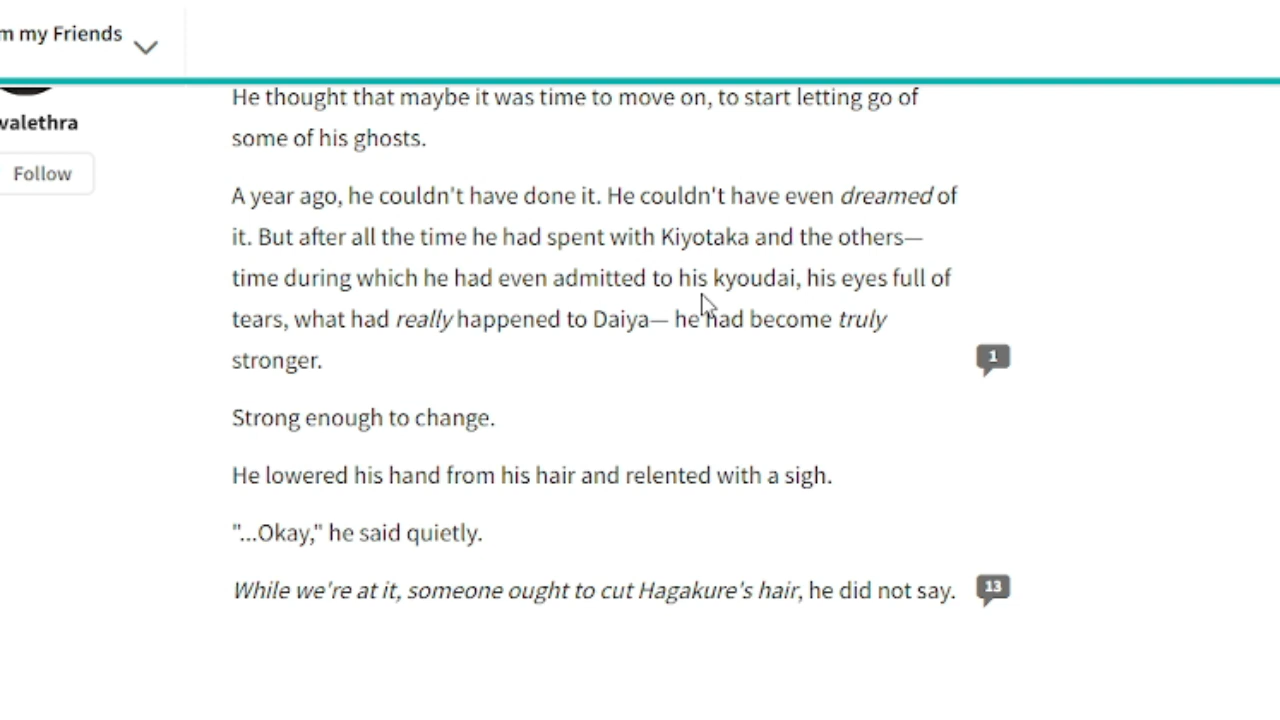 m my Friends
valethra
Follow
He thought that maybe it was time to move on, to start letting go of
some of his ghosts.
A year ago, he couldn't have done it. He couldn't have even dreamed of
it. But after all the time he had spent with Kiyotaka and the others—
time during which he had even admitted to his kyoudai, his eyes full of
tears, what had really happened to Daiya— he had become truly
stronger.
1
Strong enough to change.
He lowered his hand from his hair and relented with a sigh.
"...Okay," he said quietly.
While we're at it, someone ought to cut Hagakure's hair, he did not say.
13